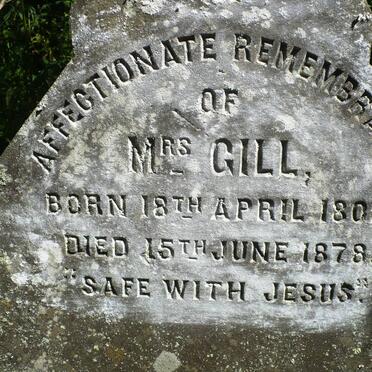 AFFECTIONATE REMEMBRA
OF
MRS GILL,
BORN 18TH APRIL 180
DIED 15TH JUNE 1878
"SAFE WITH JESUS".